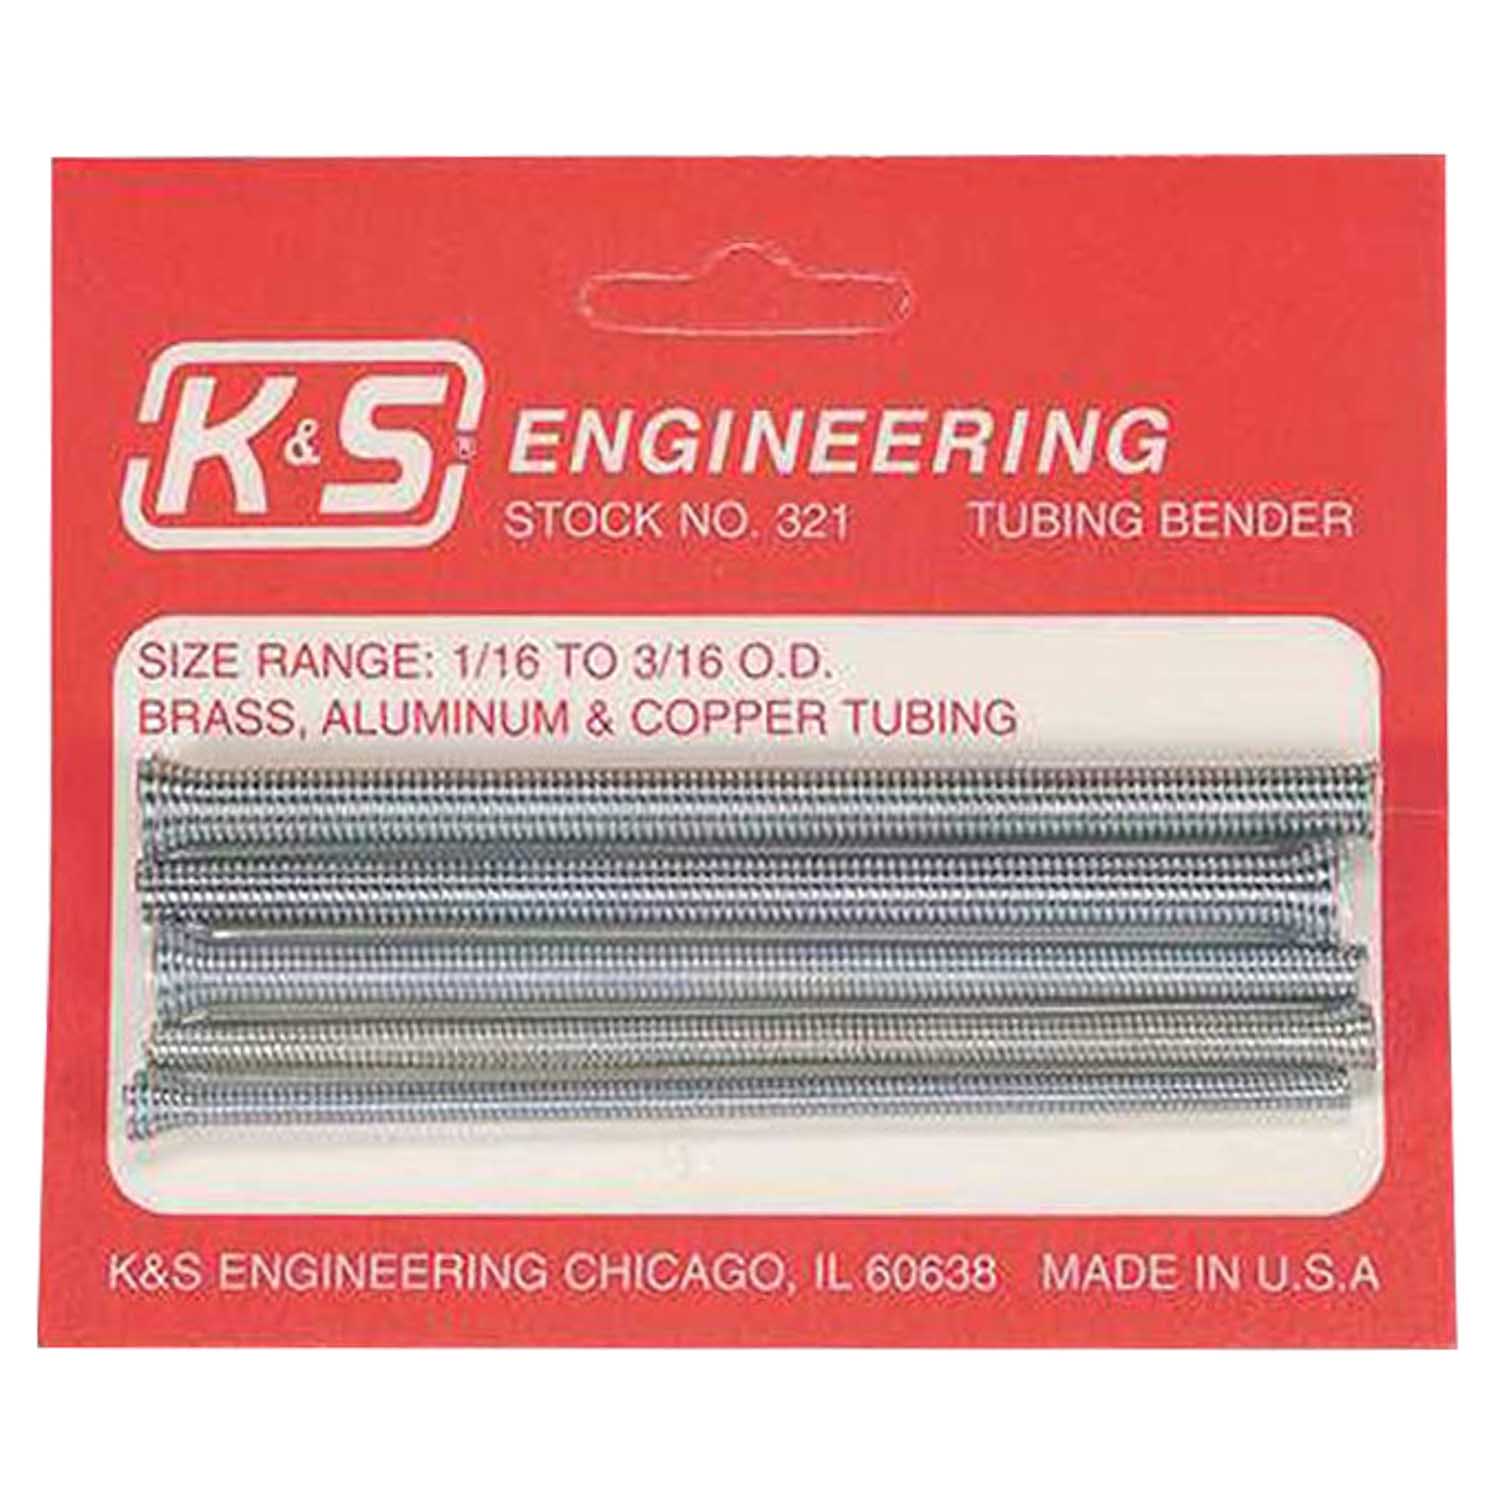 K&S® ENGINEERING
STOCK NO. 321 TUBING BENDER
SIZE RANGE: 1/16 TO 3/16 O.D.
BRASS, ALUMINUM & COPPER TUBING
K&S ENGINEERING CHICAGO, IL 60638 MADE IN U.S.A